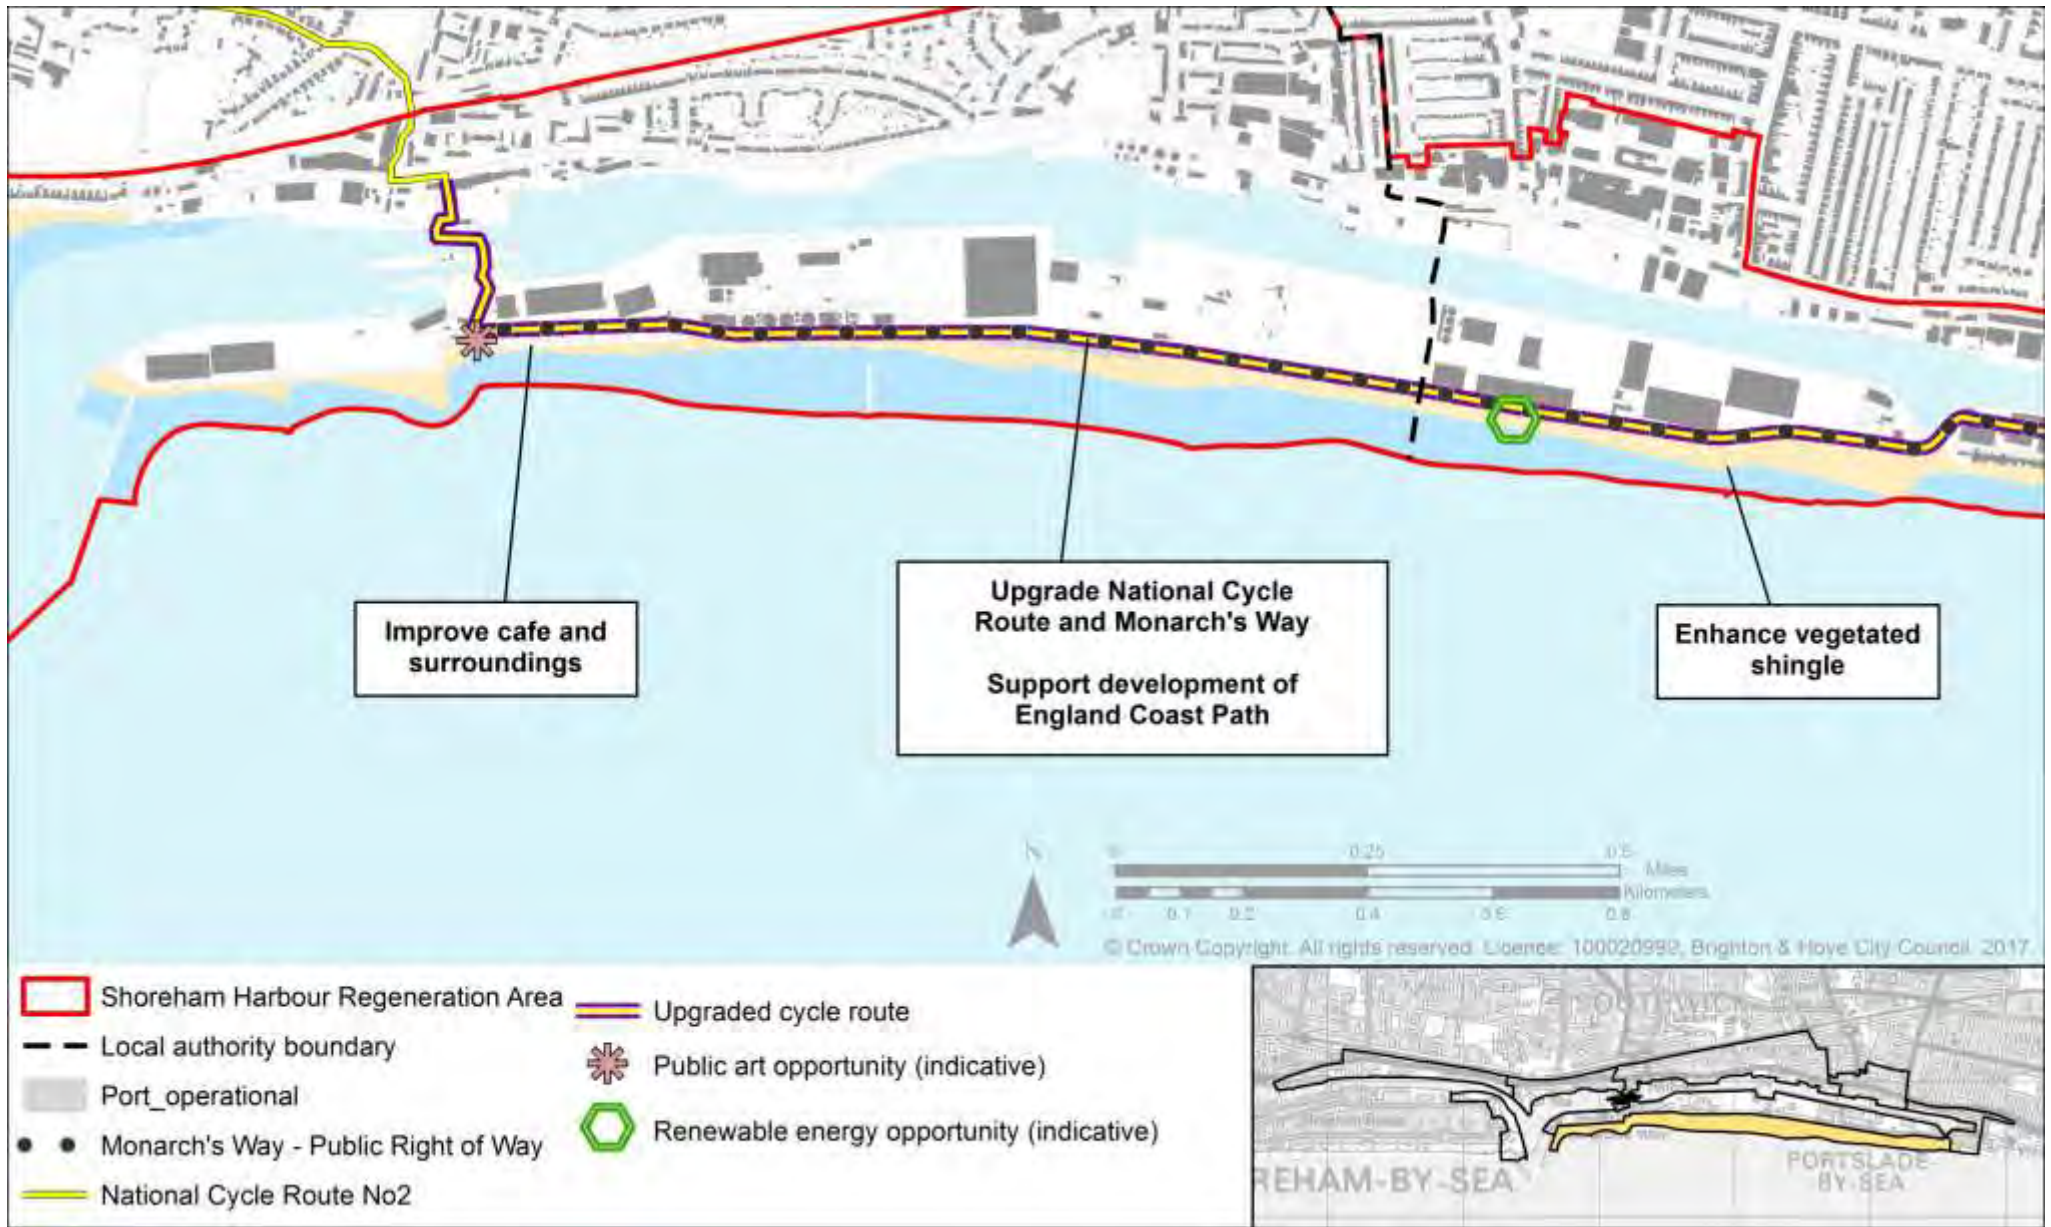 Improve cafe and
surroundings
Upgrade National Cycle
Route and Monarch's Way
Support development of
England Coast Path
Enhance vegetated
shingle
N
0 0.25 0.5
Miles
Kilometers
0 0.1 0.2 0.4 0.6 0.8
© Crown Copyright. All rights reserved. Licence: 100020999, Brighton & Hove City Council. 2017.
Shoreham Harbour Regeneration Area
Local authority boundary
Port_operational
Monarch's Way - Public Right of Way
National Cycle Route No2
Upgraded cycle route
Public art opportunity (indicative)
Renewable energy opportunity (indicative)
SOUTHWICK
REHAM-BY-SEA
PORTSLADE-
BY-SEA